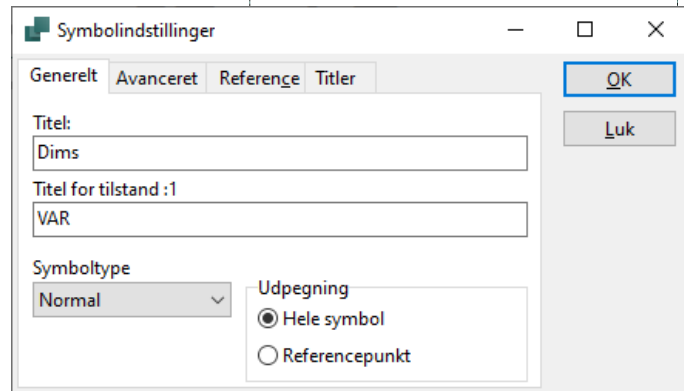 Symbolindstillinger
Generelt Avanceret Reference Titler
OK
Luk
Titel:
Dims
Titel for tilstand :1
VAR
Symboltype
Normal
Udpegning
Hele symbol
Referencepunkt